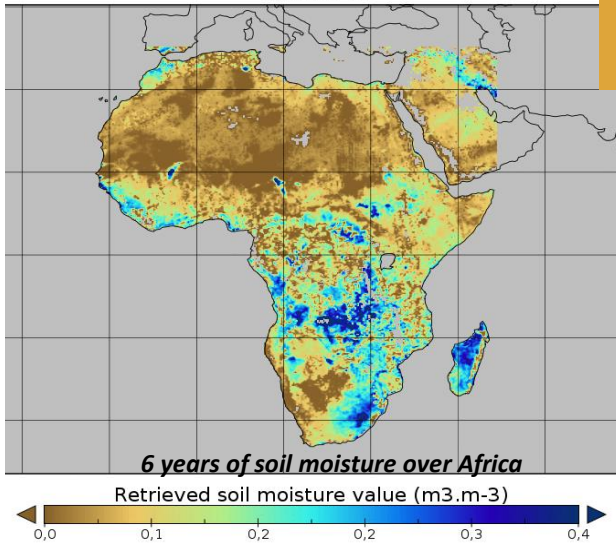 6 years of soil moisture over Africa
Retrieved soil moisture value (m3.m-3)
0,0 0,1 0,2 0,2 0,3 0,4